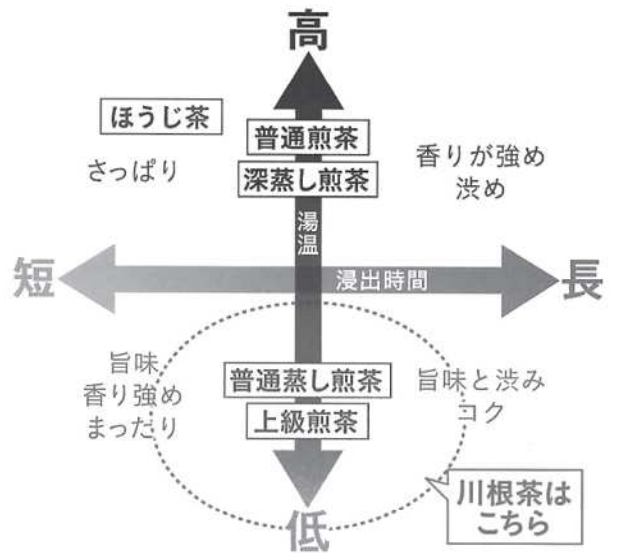 高
ほうじ茶
普通煎茶
さっぱり
深蒸し煎茶
香りが強め
渋め
湯温
短
浸出時間
長
旨味
香り強め
まったり
普通蒸し煎茶
上級煎茶
旨味と渋み
コク
川根茶は
こちら
低